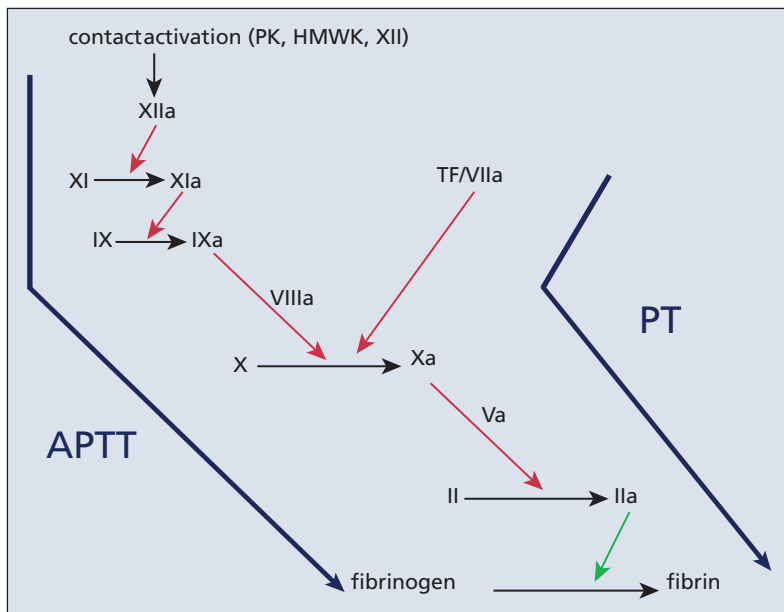 contactactivation (PK, HMWK, XII)
XIIa
XI XIa
TF/VIIa
IX IXa
VIIIa
PT
X Xa
Va
APTT
II IIa
fibrinogen fibrin